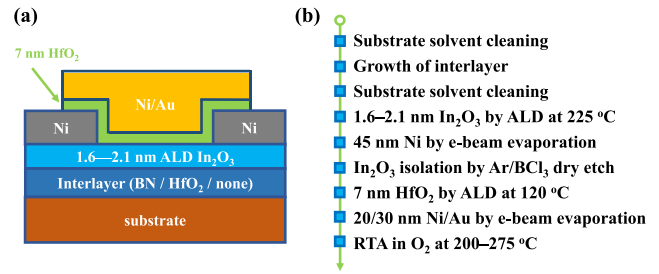 (a)
7 nm HfO₂
Ni/Au
Ni
Ni
1.6—2.1 nm ALD In₂O₃
Interlayer (BN / HfO₂ / none)
substrate
(b)
Substrate solvent cleaning
Growth of interlayer
Substrate solvent cleaning
1.6–2.1 nm In₂O₃ by ALD at 225 ᵒC
45 nm Ni by e-beam evaporation
In₂O₃ isolation by Ar/BCl₃ dry etch
7 nm HfO₂ by ALD at 120 ᵒC
20/30 nm Ni/Au by e-beam evaporation
RTA in O₂ at 200–275 ᵒC